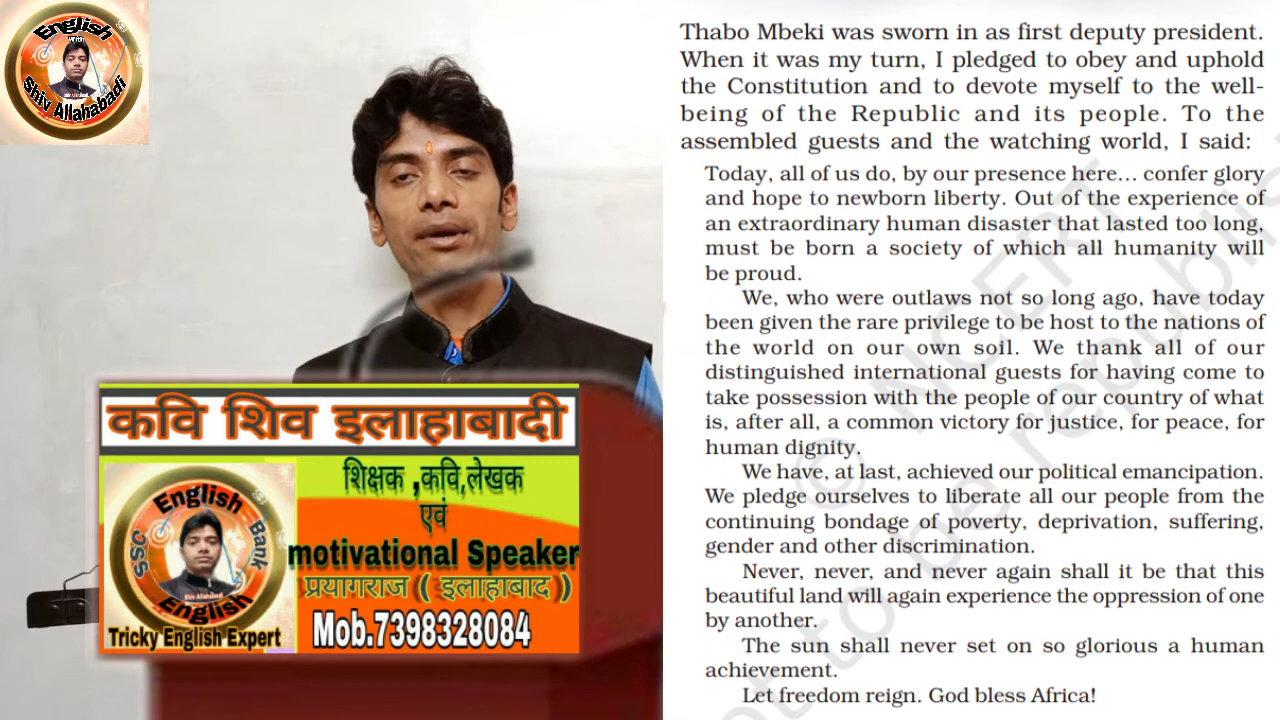 English
with
Shiv Allahabadi
कवि शिव इलाहाबादी
शिक्षक ,कवि,लेखक
एवं
motivational Speaker
प्रयागराज ( इलाहाबाद )
Mob.7398328084
English
SSC
Bank
Shiv Allahabadi
English
Tricky English Expert
Thabo Mbeki was sworn in as first deputy president.
When it was my turn, I pledged to obey and uphold
the Constitution and to devote myself to the well-
being of the Republic and its people. To the
assembled guests and the watching world, I said:
Today, all of us do, by our presence here... confer glory
and hope to newborn liberty. Out of the experience of
an extraordinary human disaster that lasted too long,
must be born a society of which all humanity will
be proud.
We, who were outlaws not so long ago, have today
been given the rare privilege to be host to the nations of
the world on our own soil. We thank all of our
distinguished international guests for having come to
take possession with the people of our country of what
is, after all, a common victory for justice, for peace, for
human dignity.
We have, at last, achieved our political emancipation.
We pledge ourselves to liberate all our people from the
continuing bondage of poverty, deprivation, suffering,
gender and other discrimination.
Never, never, and never again shall it be that this
beautiful land will again experience the oppression of one
by another.
The sun shall never set on so glorious a human
achievement.
Let freedom reign. God bless Africa!
© NCERT
not to be republis